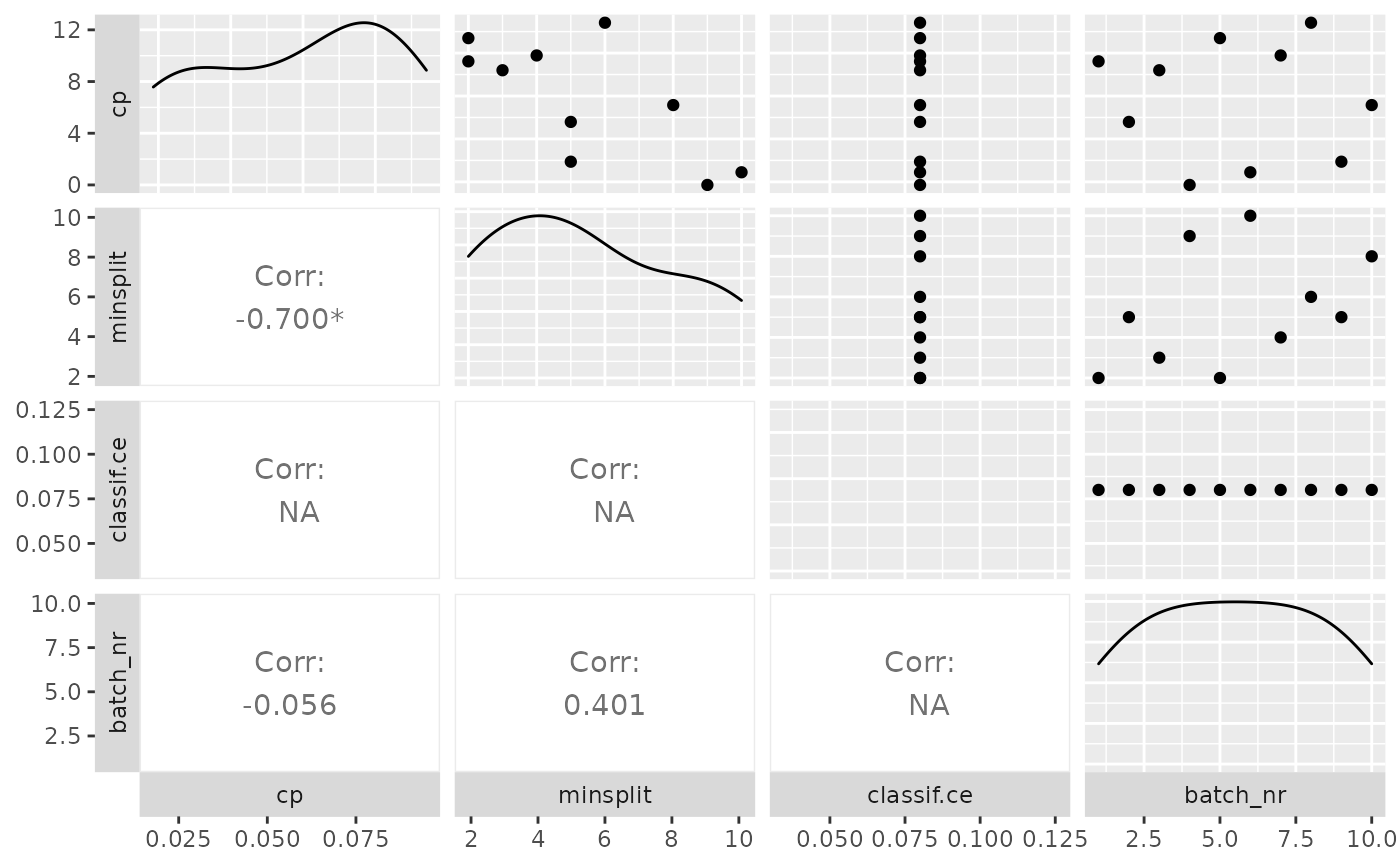 12
8
4
0
cp
10
8
6
4
2
minsplit
Corr:
-0.700*
0.125
0.100
0.075
0.050
classif.ce
Corr:
NA
Corr:
NA
10.0
7.5
5.0
2.5
batch_nr
Corr:
-0.056
Corr:
0.401
Corr:
NA
cp minsplit classif.ce batch_nr
0.025 0.050 0.075 2 4 6 8 10 0.050 0.075 0.100 0.125 2.5 5.0 7.5 10.0